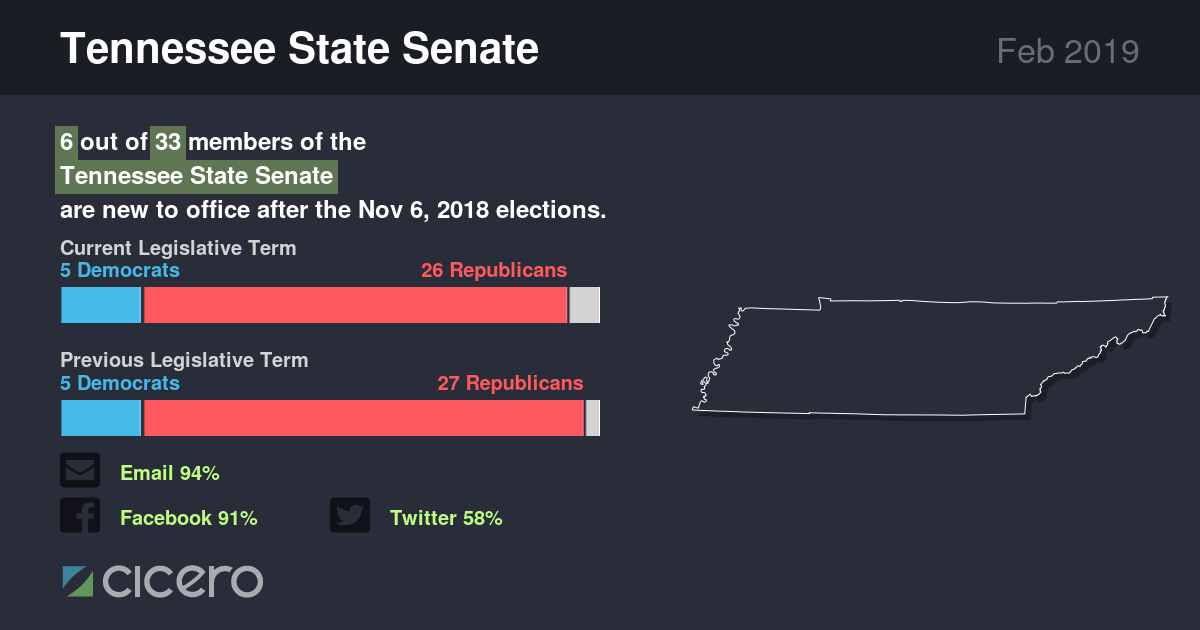 Tennessee State Senate
Feb 2019
6 out of 33 members of the
Tennessee State Senate
are new to office after the Nov 6, 2018 elections.
Current Legislative Term
5 Democrats 26 Republicans
Previous Legislative Term
5 Democrats 27 Republicans
Email 94%
Facebook 91% Twitter 58%
cicero